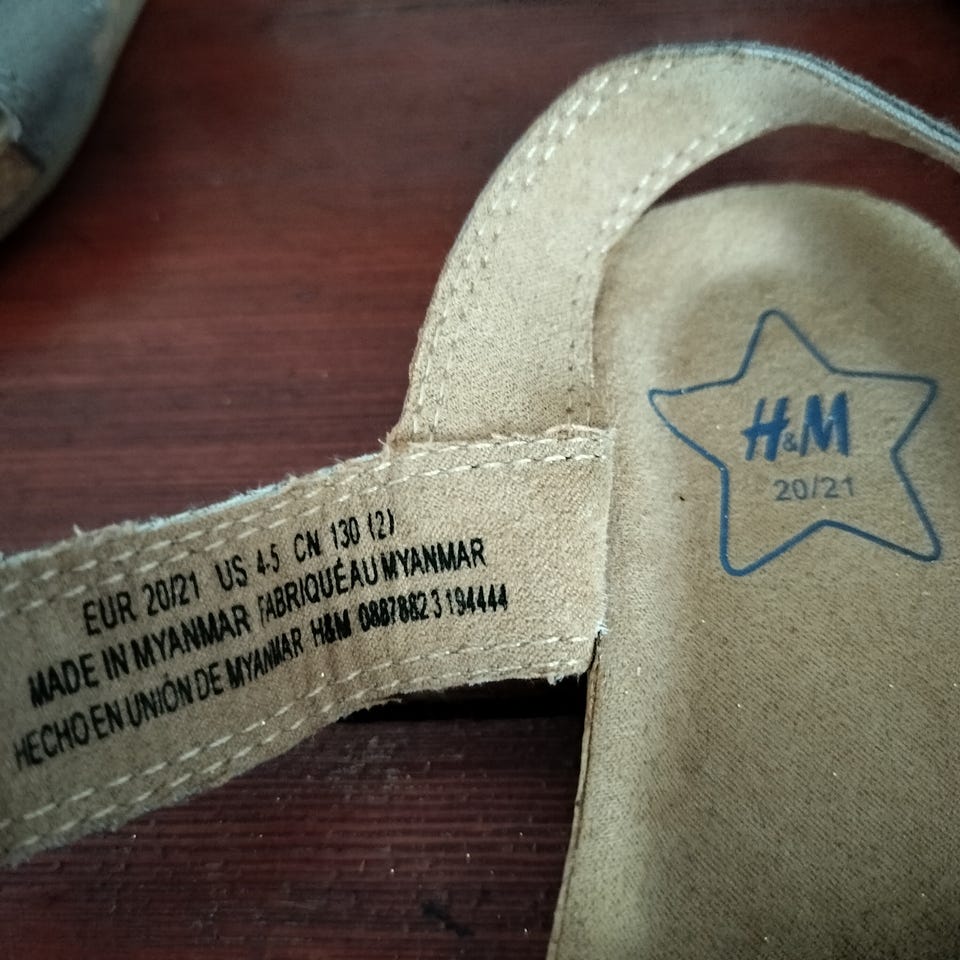 H&M
20/21
EUR 20/21 US 4-5 CN 130 (2)
MADE IN MYANMAR FABRIQUÉ AU MYANMAR
HECHO EN UNIÓN DE MYANMAR H&M 0887882 3 194444